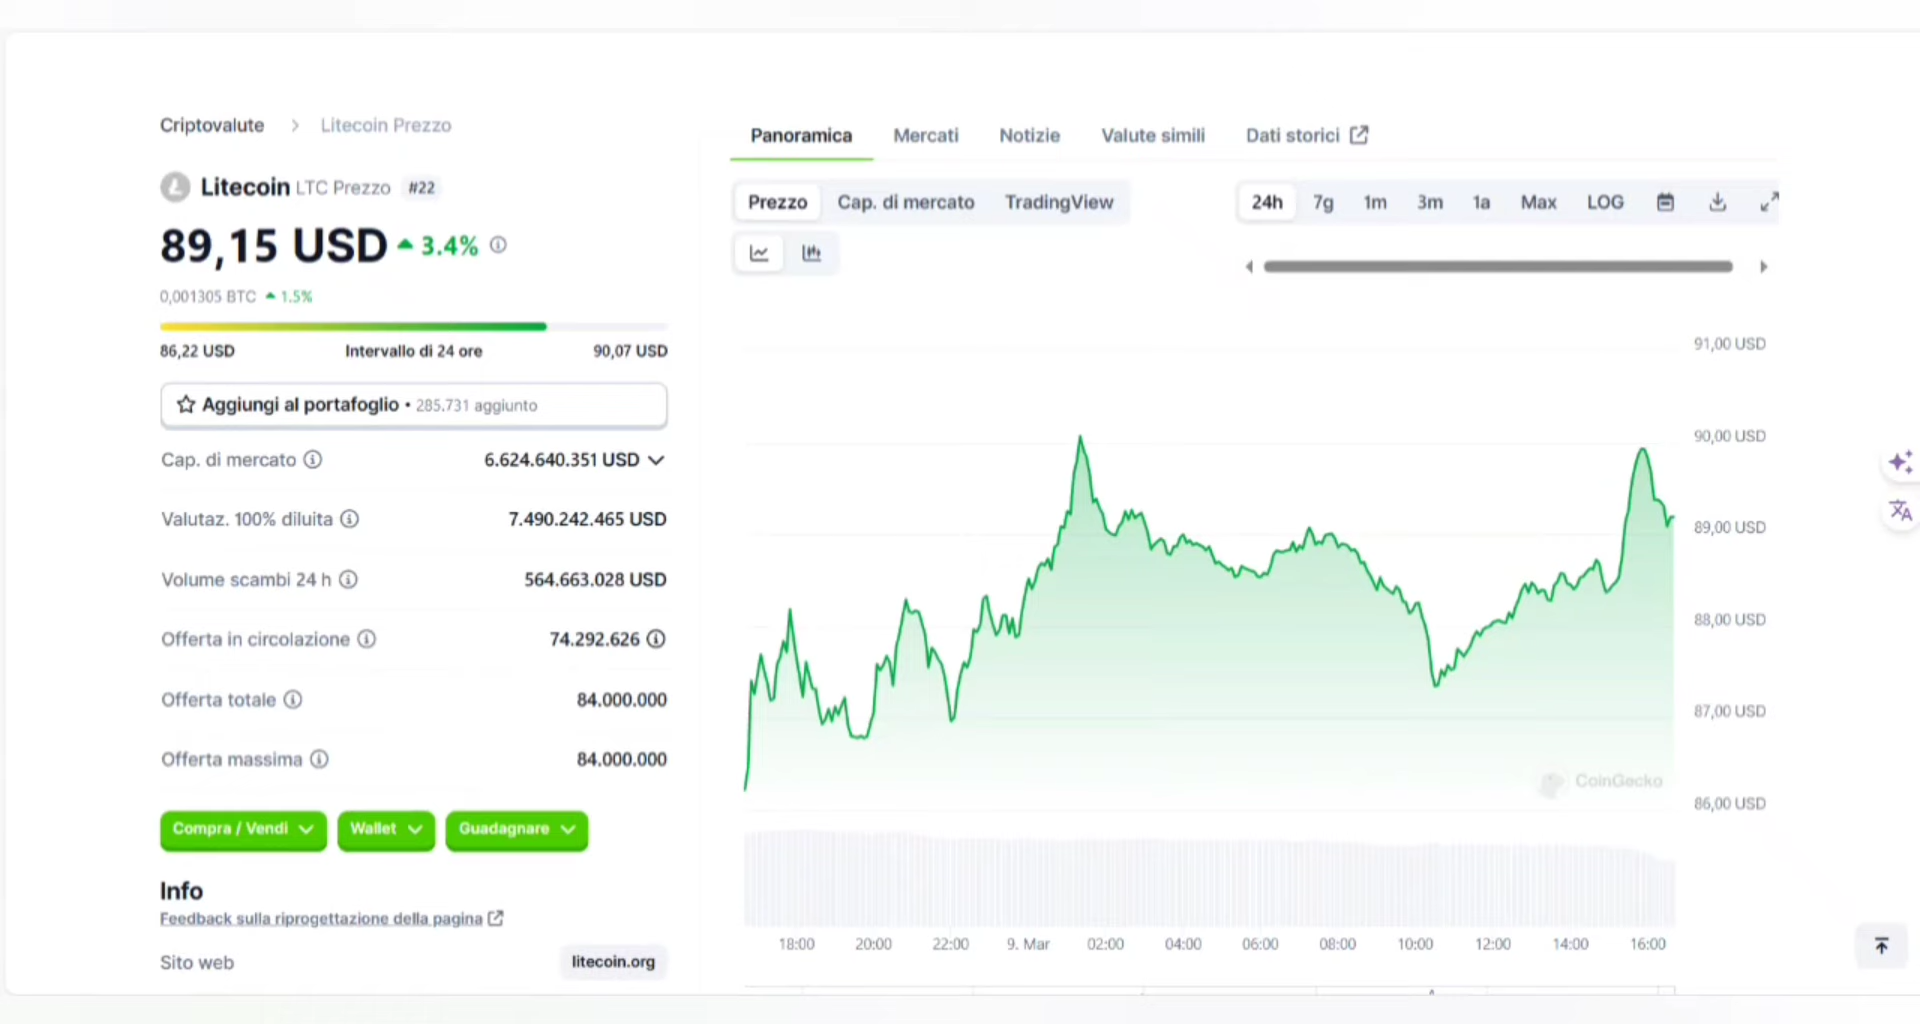 Criptovalute > Litecoin Prezzo
Litecoin LTC Prezzo #22
89,15 USD ▲ 3.4%
0,001305 BTC ▲ 1.5%
86,22 USD Intervallo di 24 ore 90,07 USD
Aggiungi al portafoglio • 285.731 aggiunto
Cap. di mercato 6.624.640.351 USD
Valutaz. 100% diluita 7.490.242.465 USD
Volume scambi 24 h 564.663.028 USD
Offerta in circolazione 74.292.626
Offerta totale 84.000.000
Offerta massima 84.000.000
Compra / Vendi Wallet Guadagnare
Info
Feedback sulla riprogettazione della pagina
Sito web litecoin.org
Panoramica Mercati Notizie Valute simili Dati storici
Prezzo Cap. di mercato TradingView 24h 7g 1m 3m 1a Max LOG
91,00 USD
90,00 USD
89,00 USD
88,00 USD
87,00 USD
CoinGecko
86,00 USD
18:00 20:00 22:00 9. Mar 02:00 04:00 06:00 08:00 10:00 12:00 14:00 16:00